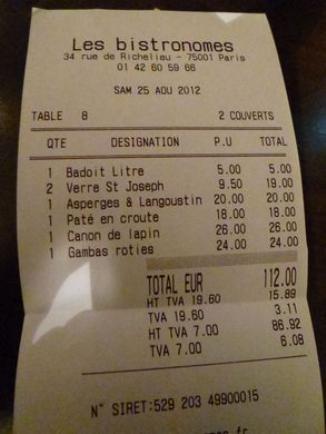 Les bistronomes
34 rue de Richelieu - 75001 Paris
01 42 60 59 66
SAM 25 AOU 2012
TABLE 8 2 COUVERTS
QTE DESIGNATION P.U TOTAL
1 Badoit Litre 5.00 5.00
2 Verre St Joseph 9.50 19.00
1 Asperges & Langoustin 20.00 20.00
1 Paté en croute 18.00 18.00
1 Canon de lapin 26.00 26.00
1 Gambas roties 24.00 24.00
TOTAL EUR 112.00
HT TVA 19.60 15.89
TVA 19.60 3.11
HT TVA 7.00 86.92
TVA 7.00 6.08
N° SIRET:529 203 49900015